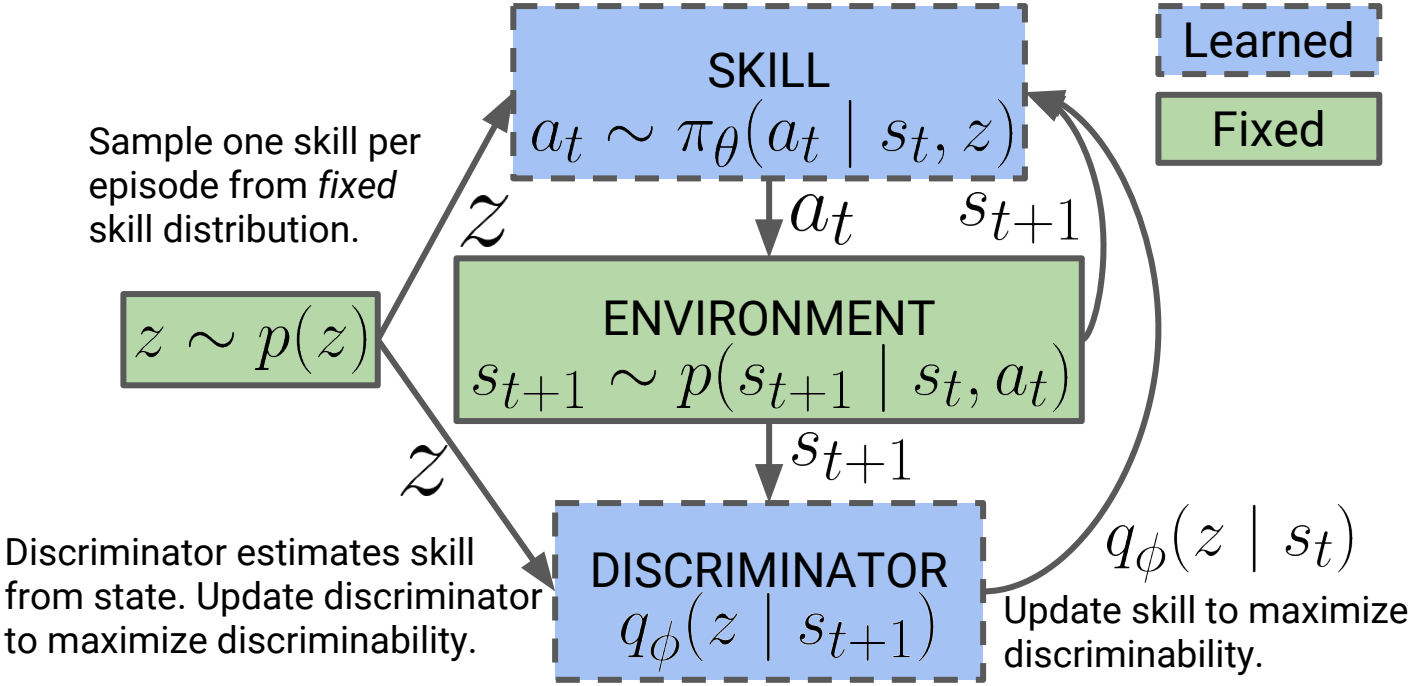 SKILL
a_t ∼ π_θ(a_t | s_t, z)
Learned
Fixed
Sample one skill per
episode from fixed
skill distribution.
z
a_t
s_{t+1}
z ∼ p(z)
ENVIRONMENT
s_{t+1} ∼ p(s_{t+1} | s_t, a_t)
z
s_{t+1}
Discriminator estimates skill
from state. Update discriminator
to maximize discriminability.
DISCRIMINATOR
q_ϕ(z | s_{t+1})
q_ϕ(z | s_t)
Update skill to maximize
discriminability.